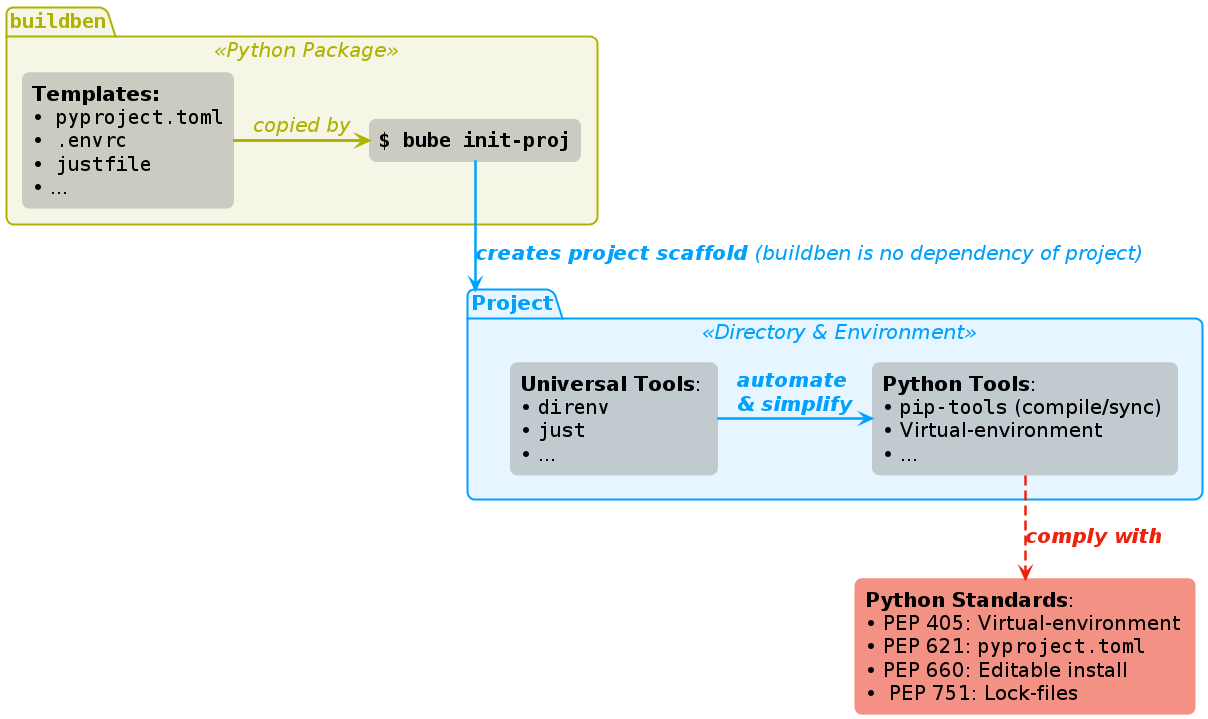 buildben
«Python Package»
Templates:
• pyproject.toml
• .envrc
• justfile
• ...
copied by
$ bube init-proj
creates project scaffold (buildben is no dependency of project)
Project
«Directory & Environment»
Universal Tools:
• direnv
• just
• ...
automate
& simplify
Python Tools:
• pip-tools (compile/sync)
• Virtual-environment
• ...
comply with
Python Standards:
• PEP 405: Virtual-environment
• PEP 621: pyproject.toml
• PEP 660: Editable install
• PEP 751: Lock-files